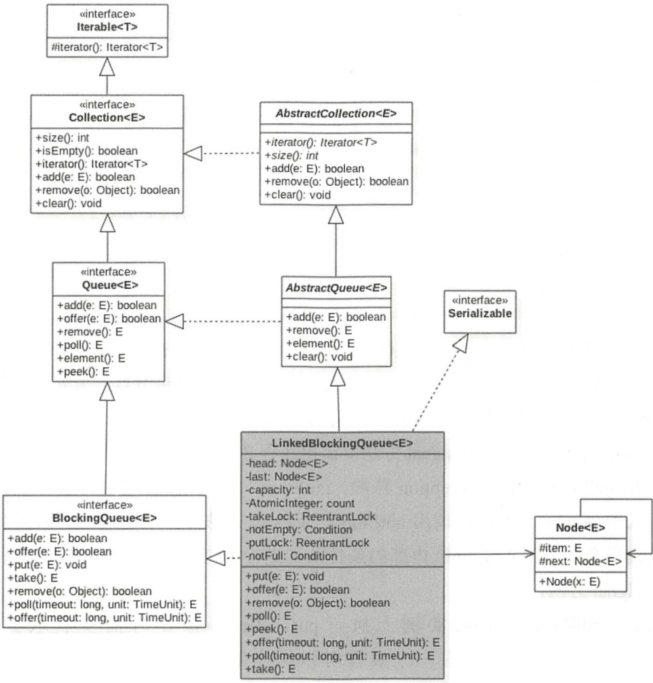 «interface»
Iterable<T>
#iterator(): Iterator<T>
«interface»
Collection<E>
+size(): int
+isEmpty(): boolean
+iterator(): Iterator<T>
+add(e: E): boolean
+remove(o: Object): boolean
+clear(): void
AbstractCollection<E>
+iterator(): Iterator<T>
+size(): int
+add(e: E): boolean
+remove(o: Object): boolean
+clear(): void
«interface»
Queue<E>
+add(e: E): boolean
+offer(e: E): boolean
+remove(): E
+poll(): E
+element(): E
+peek(): E
AbstractQueue<E>
+add(e: E): boolean
+remove(): E
+element(): E
+clear(): void
«interface»
Serializable
«interface»
BlockingQueue<E>
+add(e: E): boolean
+offer(e: E): boolean
+put(e: E): void
+take(): E
+remove(o: Object): boolean
+poll(timeout: long, unit: TimeUnit): E
+offer(timeout: long, unit: TimeUnit): E
LinkedBlockingQueue<E>
-head: Node<E>
-last: Node<E>
-capacity: int
-AtomicInteger: count
-takeLock: ReentrantLock
-notEmpty: Condition
-putLock: ReentrantLock
-notFull: Condition
+put(e: E): void
+offer(e: E): boolean
+remove(o: Object): boolean
+poll(): E
+peek(): E
+offer(timeout: long, unit: TimeUnit): E
+poll(timeout: long, unit: TimeUnit): E
+take(): E
Node<E>
#item: E
#next: Node<E>
+Node(x: E)